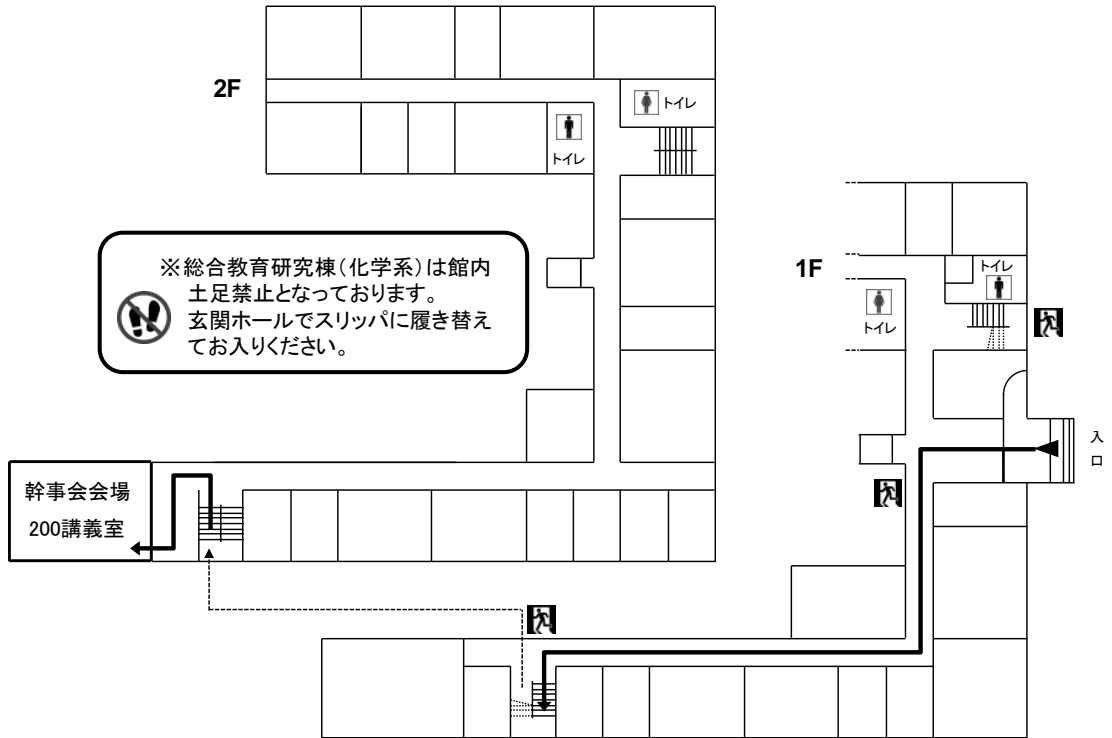 2F
トイレ
トイレ
※総合教育研究棟（化学系）は館内
土足禁止となっております。
玄関ホールでスリッパに履き替え
てお入りください。
1F
トイレ
トイレ
入
口
幹事会会場
200講義室